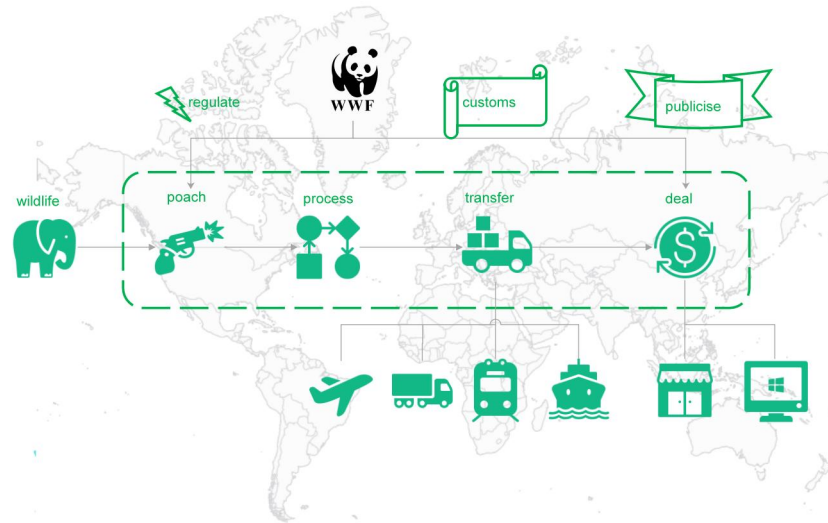 regulate
WWF
customs
publicise
wildlife
poach
process
transfer
deal
$